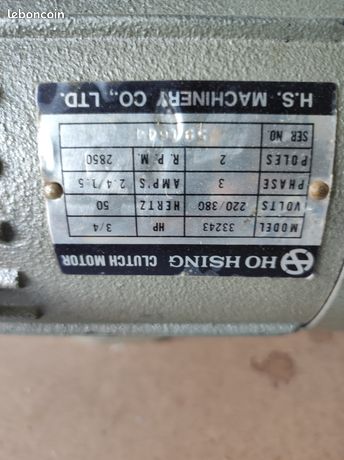 leboncoin
HO HSING CLUTCH MOTOR
MODEL 33243 HP 3/4
VOLTS 220/380 HERTZ 50
PHASE 3 AMP'S 2.4/1.5
POLES 2 R.P.M. 2850
SER NO
H.S. MACHINERY CO., LTD.